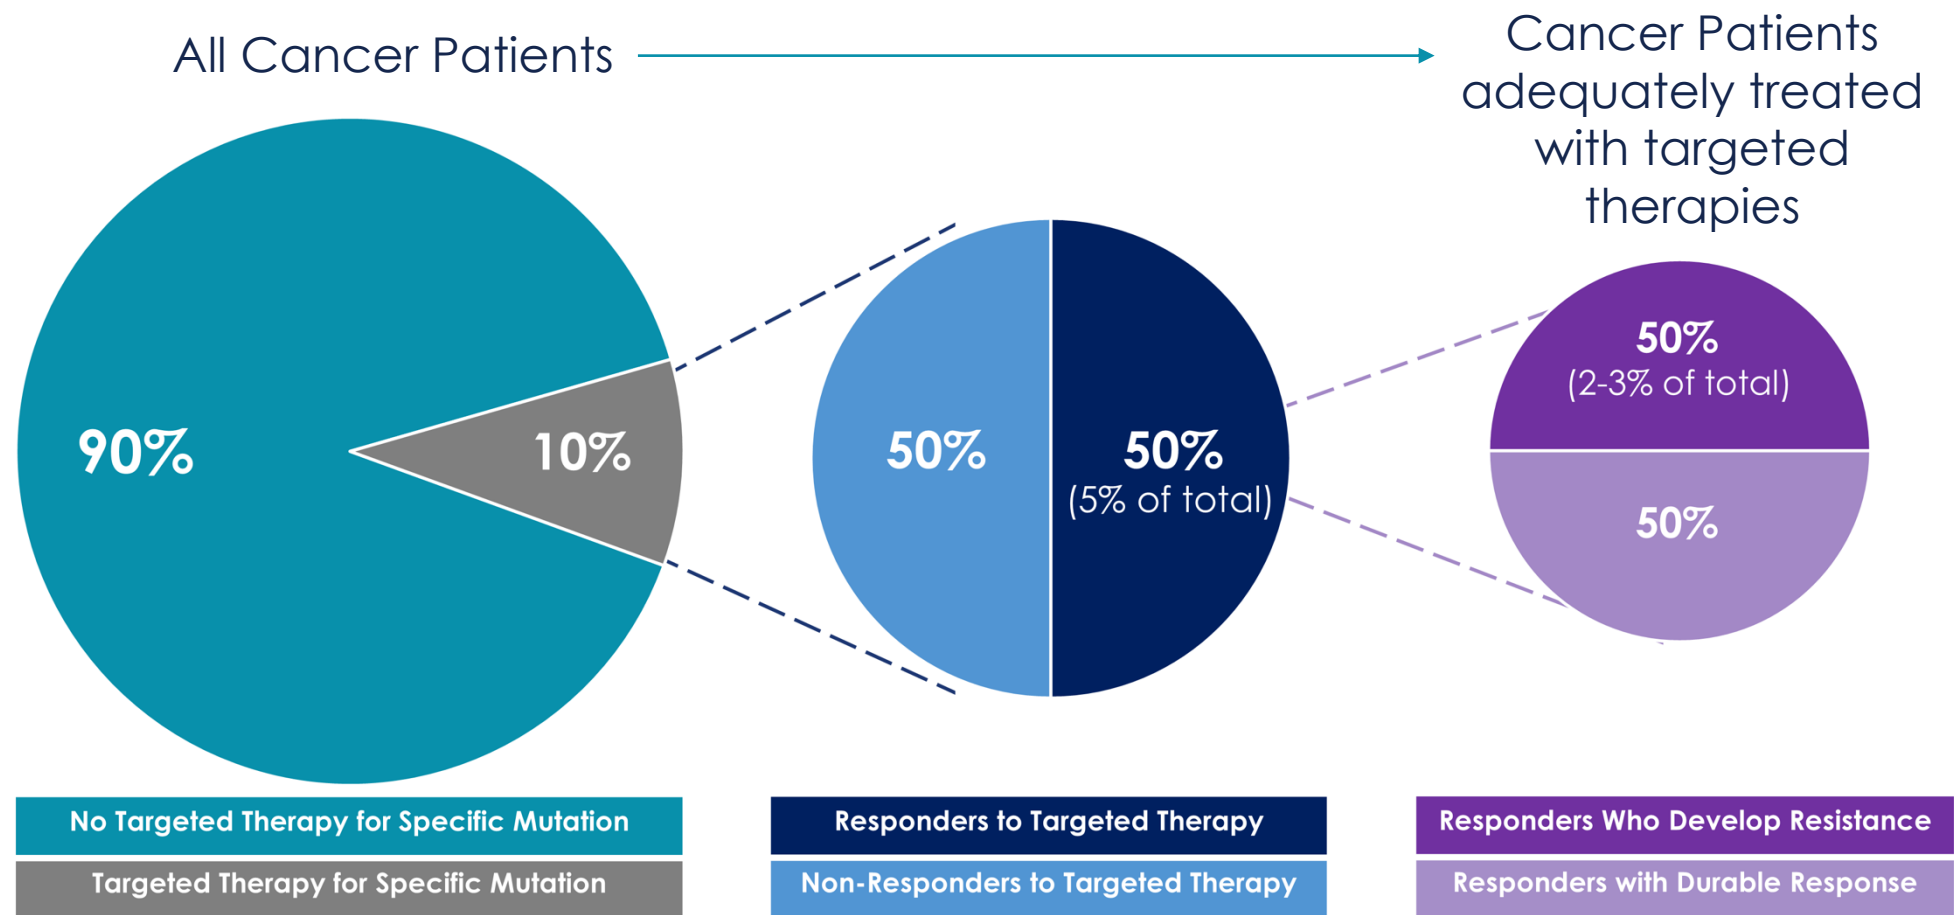 All Cancer Patients
Cancer Patients
adequately treated
with targeted
therapies
90%
10%
50%
50%
(5% of total)
50%
(2-3% of total)
50%
No Targeted Therapy for Specific Mutation
Targeted Therapy for Specific Mutation
Responders to Targeted Therapy
Non-Responders to Targeted Therapy
Responders Who Develop Resistance
Responders with Durable Response